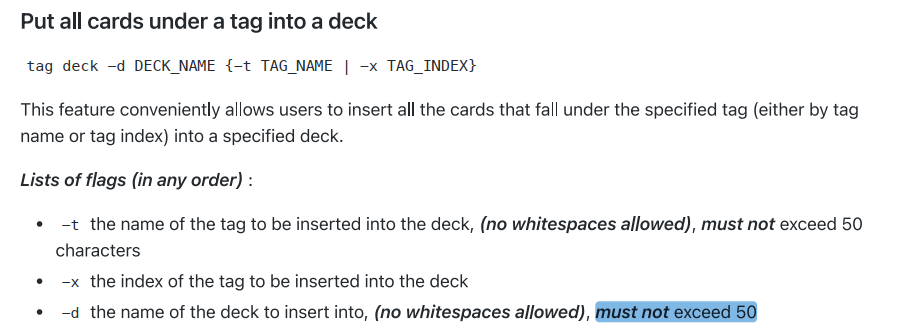 Put all cards under a tag into a deck
tag deck –d DECK_NAME {–t TAG_NAME | –x TAG_INDEX}
This feature conveniently allows users to insert all the cards that fall under the specified tag (either by tag
name or tag index) into a specified deck.
Lists of flags (in any order) :
• –t the name of the tag to be inserted into the deck, (no whitespaces allowed), must not exceed 50
characters
• –x the index of the tag to be inserted into the deck
• –d the name of the deck to insert into, (no whitespaces allowed), must not exceed 50